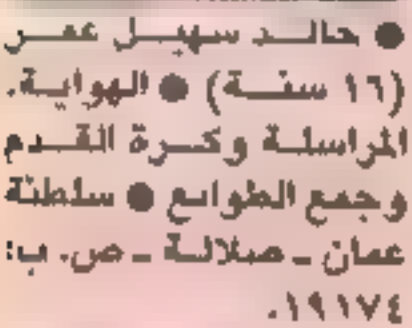 ● خالد سهيل عمر
(١٦ سنة) ● الهواية.
المراسلة وكرة القدم
وجمع الطوابع ● سلطنة
عمان ـ صلالة ـ ص. ب:
١٩١٧٤.